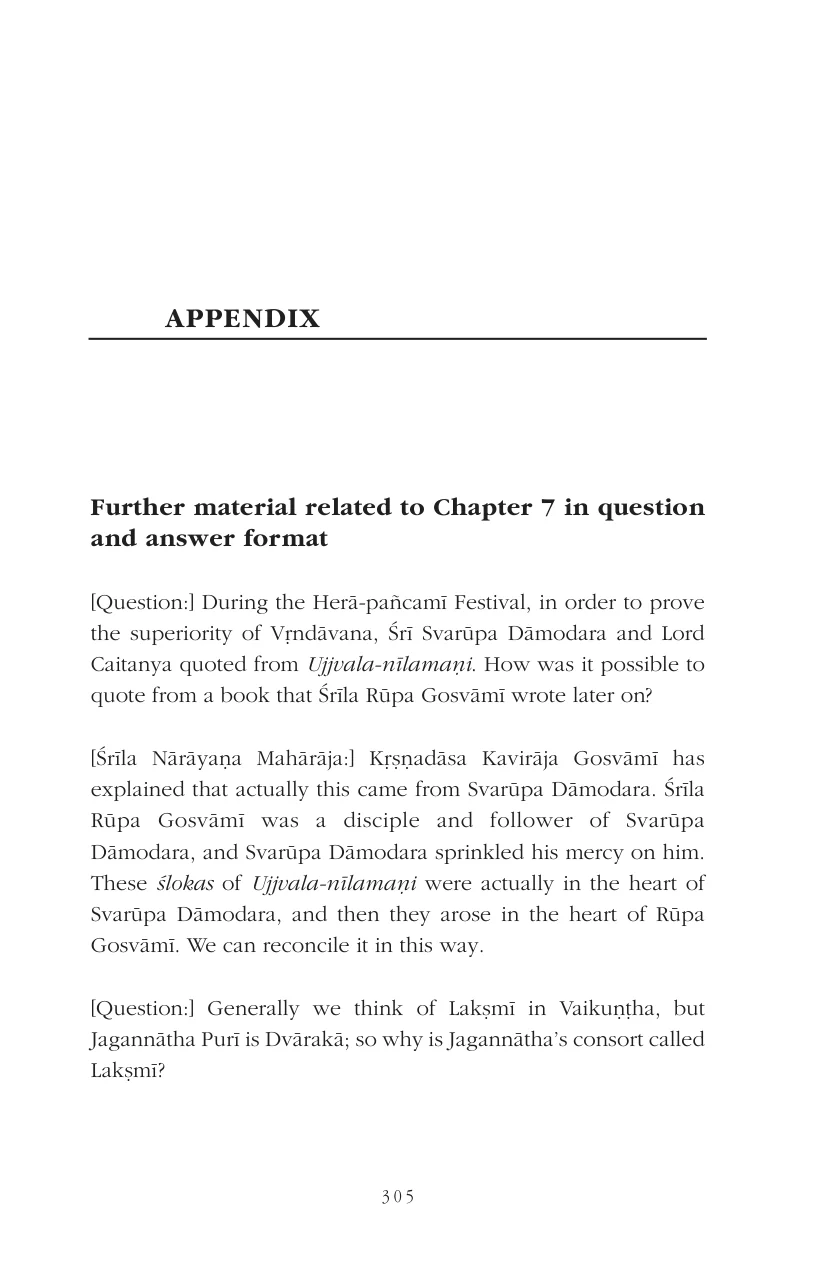 APPENDIX
Further material related to Chapter 7 in question
and answer format
[Question:] During the Herā-pañcamī Festival, in order to prove
the superiority of Vṛndāvana, Śrī Svarūpa Dāmodara and Lord
Caitanya quoted from Ujjvala-nīlamaṇi. How was it possible to
quote from a book that Śrīla Rūpa Gosvāmī wrote later on?
[Śrīla Nārāyaṇa Mahārāja:] Kṛṣṇadāsa Kavirāja Gosvāmī has
explained that actually this came from Svarūpa Dāmodara. Śrīla
Rūpa Gosvāmī was a disciple and follower of Svarūpa
Dāmodara, and Svarūpa Dāmodara sprinkled his mercy on him.
These ślokas of Ujjvala-nīlamaṇi were actually in the heart of
Svarūpa Dāmodara, and then they arose in the heart of Rūpa
Gosvāmī. We can reconcile it in this way.
[Question:] Generally we think of Lakṣmī in Vaikuṇṭha, but
Jagannātha Purī is Dvārakā; so why is Jagannātha’s consort called
Lakṣmī?
305